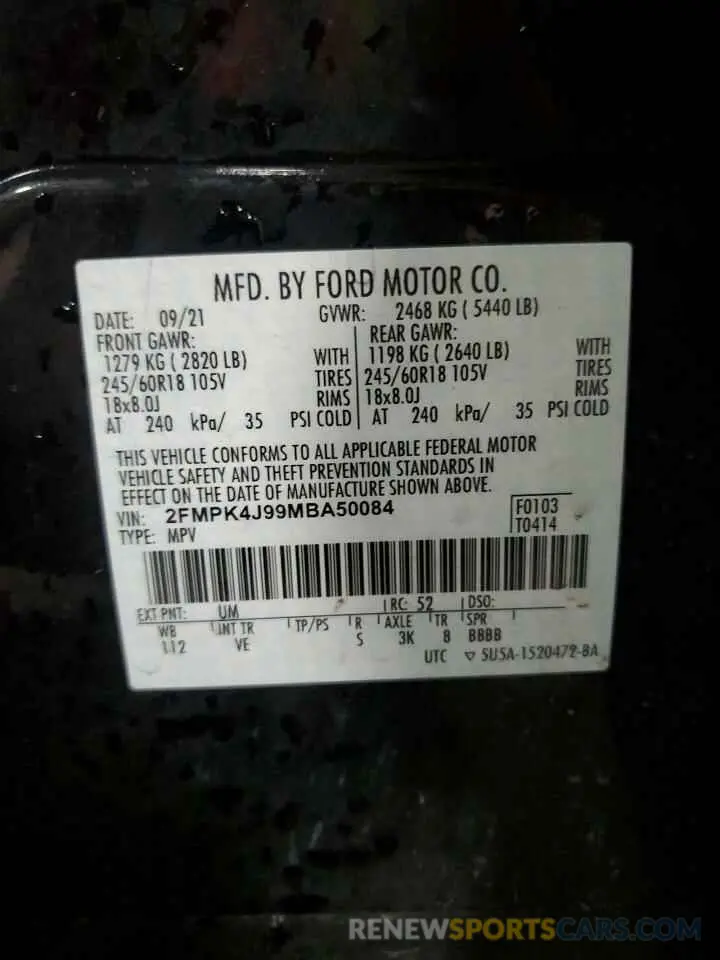 MFD. BY FORD MOTOR CO.
DATE: 09/21 GVWR: 2468 KG ( 5440 LB)
FRONT GAWR: REAR GAWR:
1279 KG ( 2820 LB) WITH 1198 KG ( 2640 LB) WITH
245/60R18 105V TIRES 245/60R18 105V TIRES
18x8.0J RIMS 18x8.0J RIMS
AT 240 kPa/ 35 PSI COLD AT 240 kPa/ 35 PSI COLD
THIS VEHICLE CONFORMS TO ALL APPLICABLE FEDERAL MOTOR
VEHICLE SAFETY AND THEFT PREVENTION STANDARDS IN
EFFECT ON THE DATE OF MANUFACTURE SHOWN ABOVE.
VIN: 2FMPK4J99MBA50084 F0103
TYPE: MPV T0414
EXT PNT: UM RC: 52 DSO:
WB INT TR TP/PS R AXLE TR SPR
112 VE S 3K 8 BBBB
UTC ▽ SU5A-1520472-BA
RENEWSPORTSCARS.COM